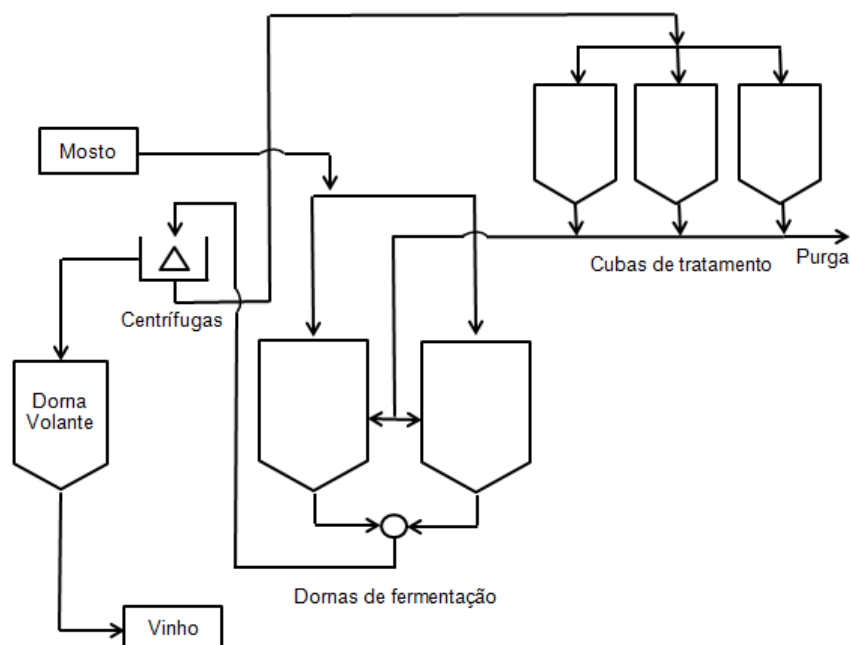 Mosto
Cubas de tratamento
Purga
Centrífugas
Dorna
Volante
Dornas de fermentação
Vinho